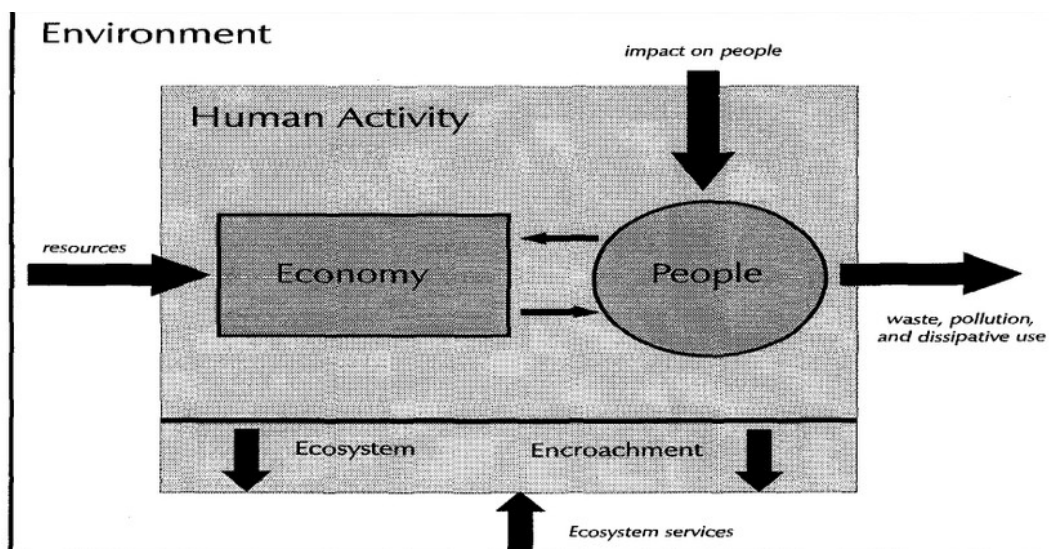 Environment
impact on people
Human Activity
resources
Economy
People
waste, pollution,
and dissipative use
Ecosystem
Encroachment
Ecosystem services